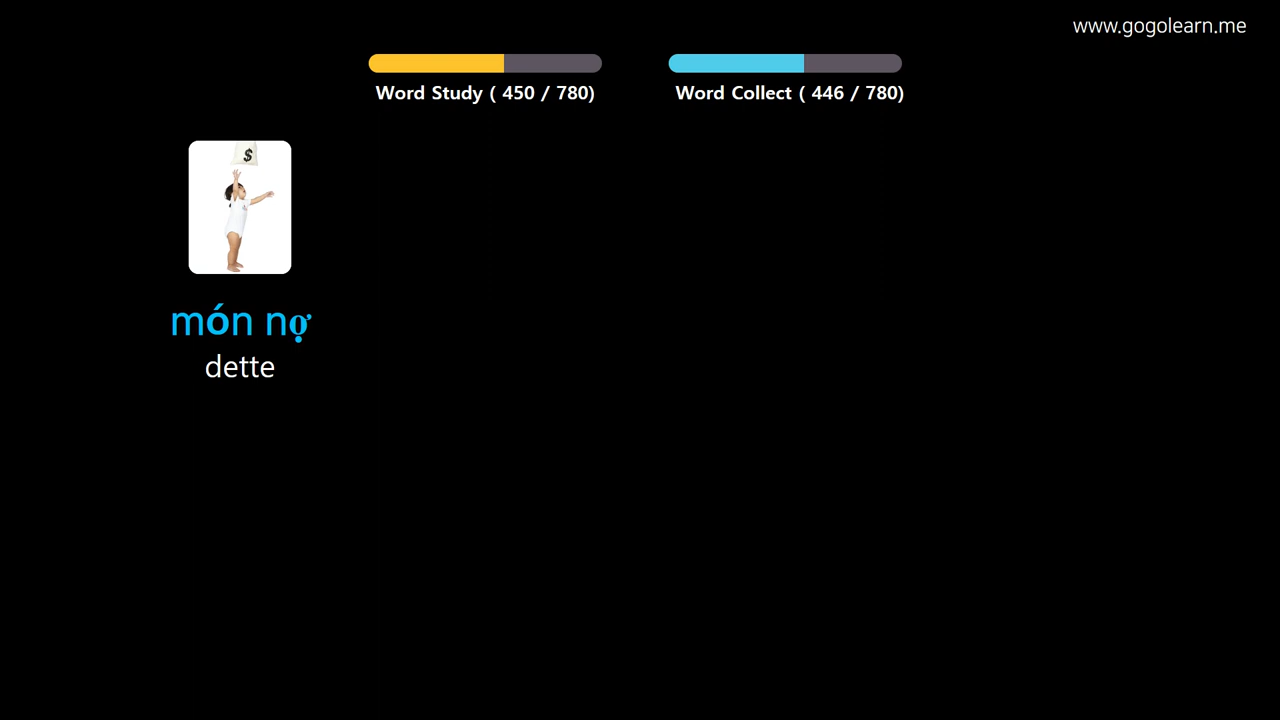 www.gogolearn.me
Word Study ( 450 / 780)
Word Collect ( 446 / 780)
$
món nợ
dette